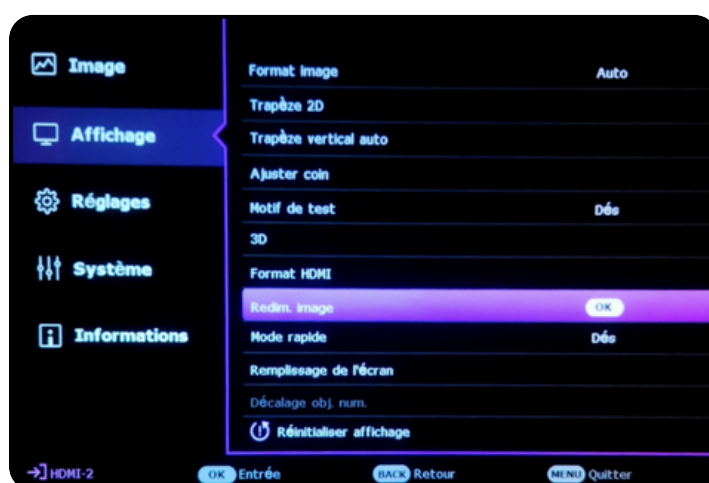 Image
Affichage
Réglages
Système
Informations
Format image Auto
Trapèze 2D
Trapèze vertical auto
Ajuster coin
Motif de test Dés
3D
Format HDMI
Redim. image OK
Mode rapide Dés
Remplissage de l'écran
Décalage obj. num.
Réinitialiser affichage
HDMI-2 OK Entrée BACK Retour MENU Quitter